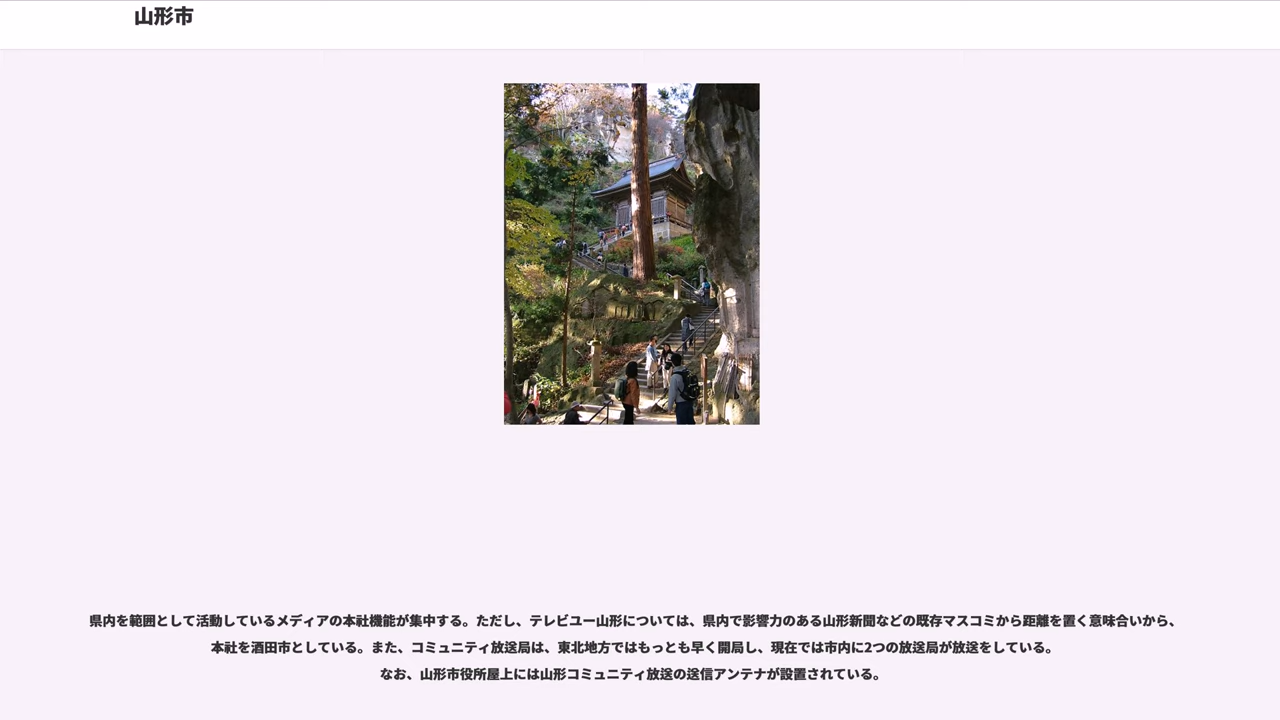 山形市
県内を範囲として活動しているメディアの本社機能が集中する。ただし、テレビユー山形については、県内で影響力のある山形新聞などの既存マスコミから距離を置く意味合いから、
本社を酒田市としている。また、コミュニティ放送局は、東北地方ではもっとも早く開局し、現在では市内に2つの放送局が放送をしている。
なお、山形市役所屋上には山形コミュニティ放送の送信アンテナが設置されている。